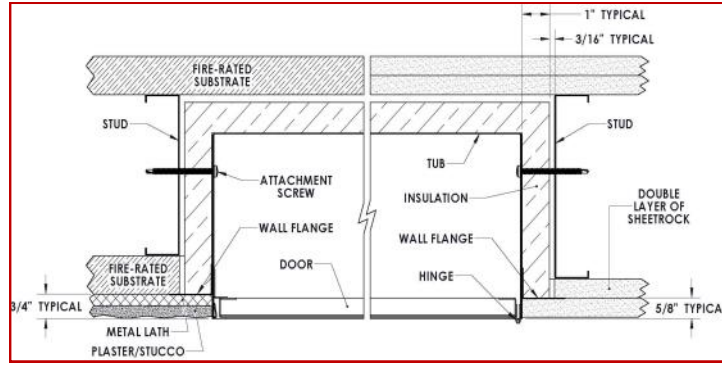 1" TYPICAL
3/16" TYPICAL
FIRE-RATED
SUBSTRATE
STUD
STUD
TUB
ATTACHMENT
SCREW
INSULATION
DOUBLE
LAYER OF
SHEETROCK
WALL FLANGE
WALL FLANGE
FIRE-RATED
SUBSTRATE
DOOR
HINGE
3/4" TYPICAL
5/8" TYPICA
METAL LATH
PLASTER/STUCCO